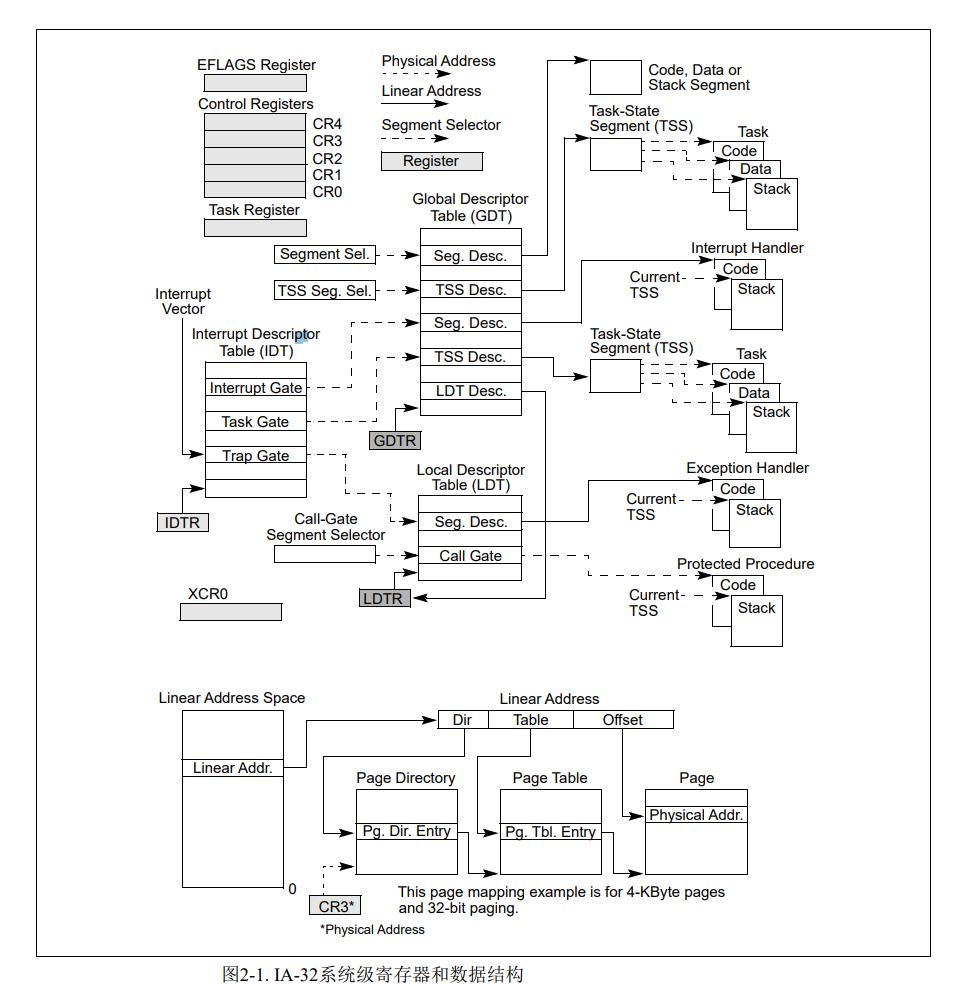 EFLAGS Register
Control Registers
CR4
CR3
CR2
CR1
CR0
Task Register
Physical Address
Linear Address
Segment Selector
Register
Global Descriptor
Table (GDT)
Segment Sel.
Seg. Desc.
TSS Seg. Sel.
TSS Desc.
Seg. Desc.
TSS Desc.
LDT Desc.
GDTR
Code, Data or
Stack Segment
Task-State
Segment (TSS)
Task
Code
Data
Stack
Interrupt Handler
Code
Stack
Current
TSS
Task-State
Segment (TSS)
Task
Code
Data
Stack
Interrupt
Vector
Interrupt Descriptor
Table (IDT)
Interrupt Gate
Task Gate
Trap Gate
IDTR
Local Descriptor
Table (LDT)
Seg. Desc.
Call Gate
Call-Gate
Segment Selector
LDTR
XCR0
Exception Handler
Code
Stack
Current
TSS
Protected Procedure
Code
Stack
Current
TSS
Linear Address Space
Linear Addr.
0
Linear Address
Dir
Table
Offset
Page Directory
Pg. Dir. Entry
Page Table
Pg. Tbl. Entry
Page
Physical Addr.
CR3*
*Physical Address
This page mapping example is for 4-KByte pages
and 32-bit paging.
图2-1. IA-32系统级寄存器和数据结构